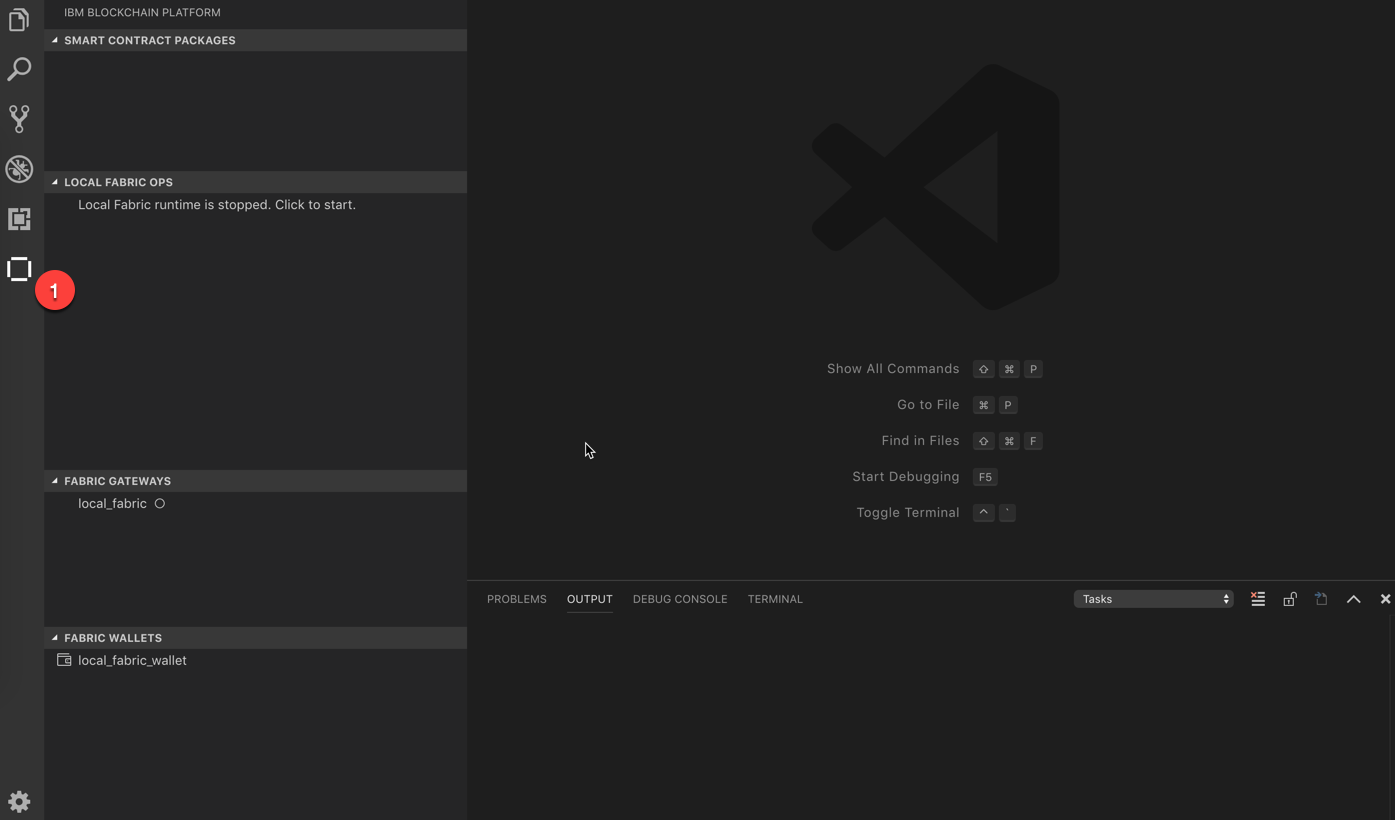 IBM BLOCKCHAIN PLATFORM
SMART CONTRACT PACKAGES
LOCAL FABRIC OPS
Local Fabric runtime is stopped. Click to start.
1
FABRIC GATEWAYS
local_fabric
FABRIC WALLETS
local_fabric_wallet
Show All Commands ⇧ ⌘ P
Go to File ⌘ P
Find in Files ⇧ ⌘ F
Start Debugging F5
Toggle Terminal ^ `
PROBLEMS OUTPUT DEBUG CONSOLE TERMINAL Tasks